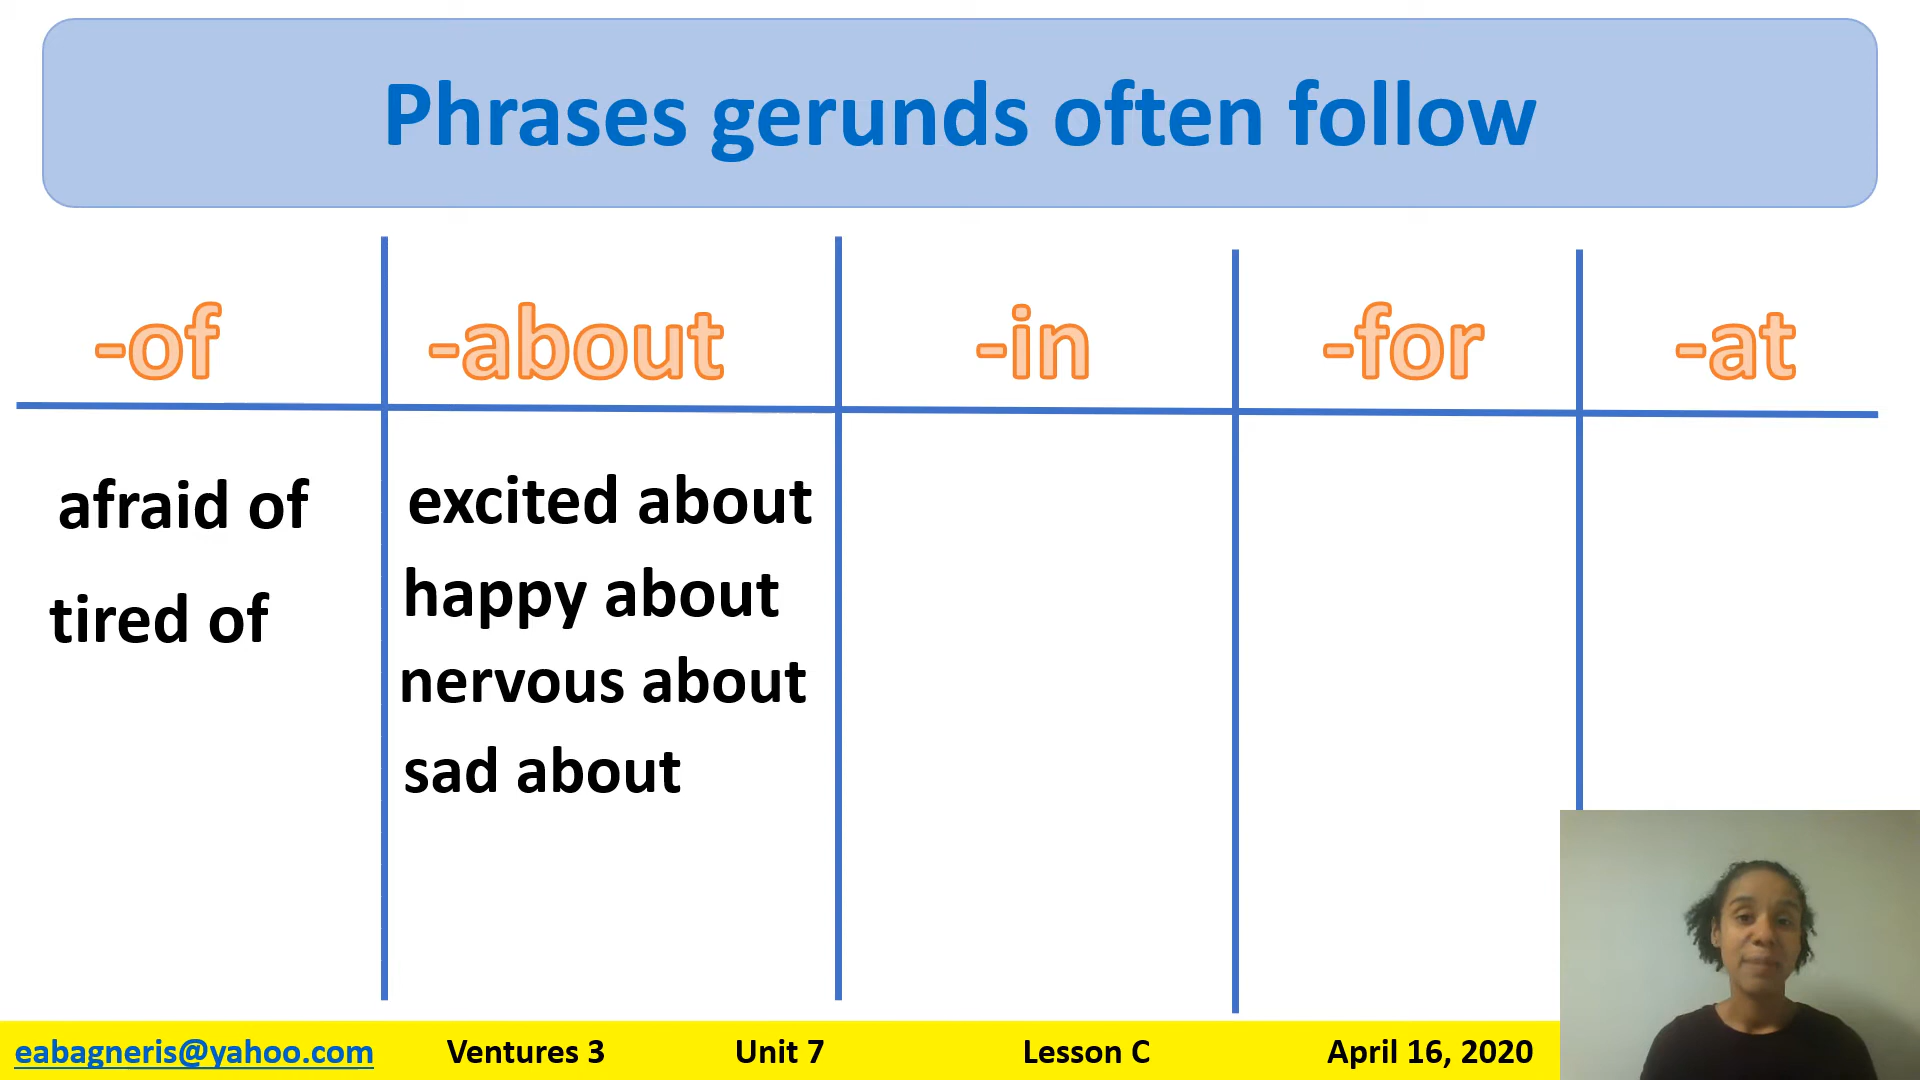 Phrases gerunds often follow
-of -about -in -for -at
afraid of
tired of
excited about
happy about
nervous about
sad about
eabagneris@yahoo.com Ventures 3 Unit 7 Lesson C April 16, 2020